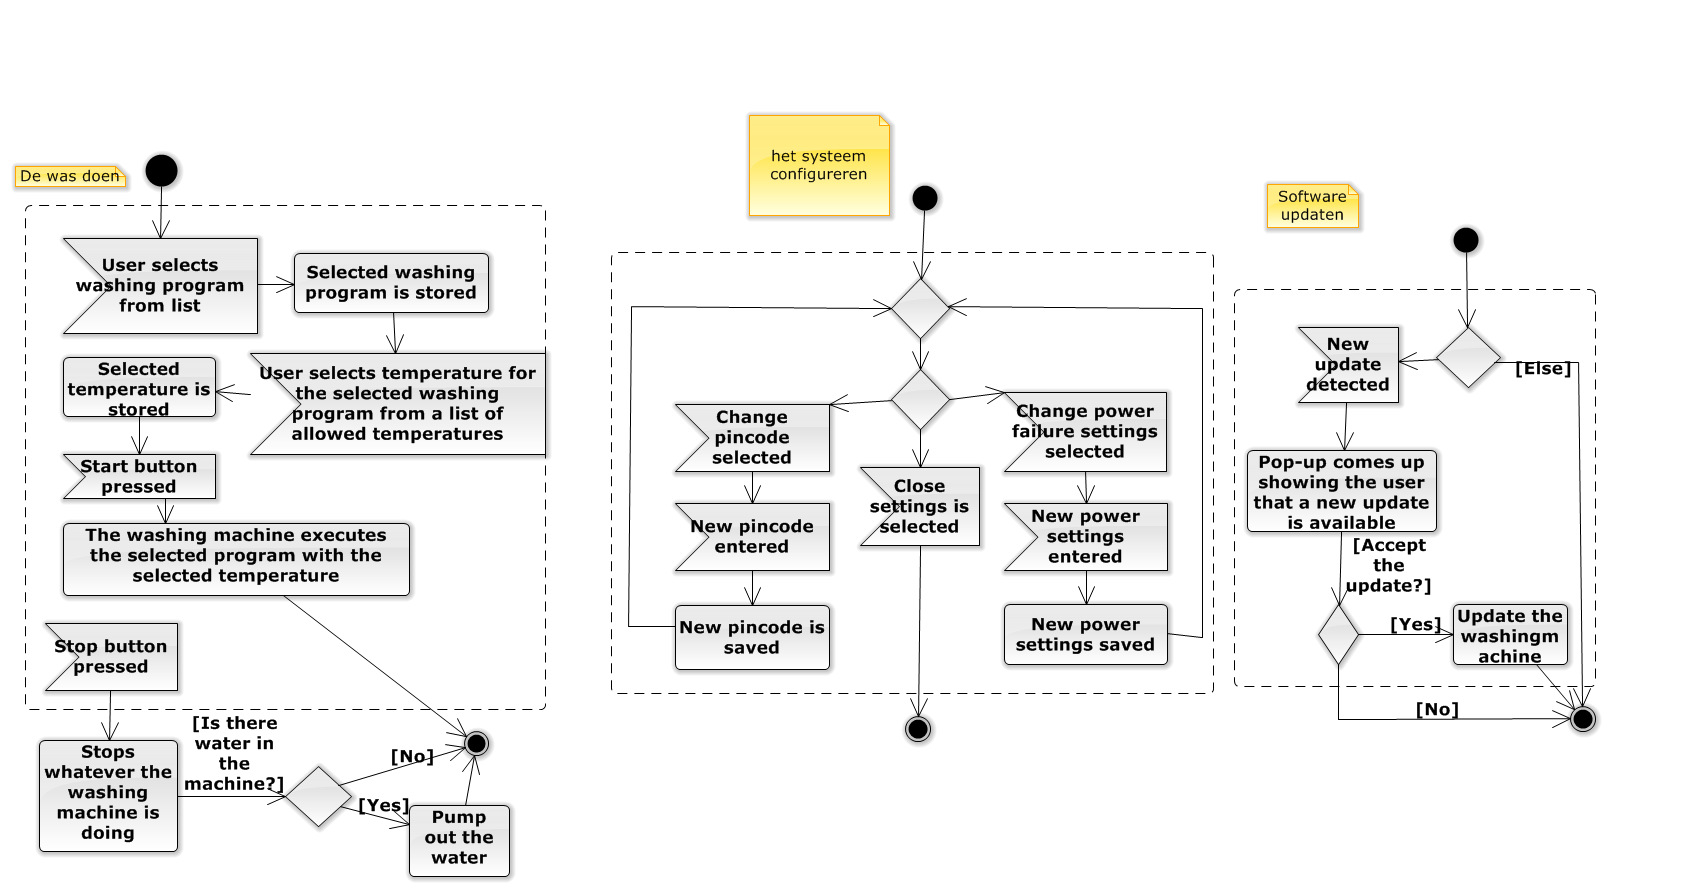 De was doen
User selects
washing program
from list
Selected washing
program is stored
User selects temperature for
the selected washing
program from a list of
allowed temperatures
Selected
temperature is
stored
Start button
pressed
The washing machine executes
the selected program with the
selected temperature
Stop button
pressed
Stops
whatever the
washing
machine is
doing
[Is there
water in
the
machine?]
[No]
[Yes]
Pump
out the
water
het systeem
configureren
Change
pincode
selected
New pincode
entered
New pincode is
saved
Close
settings is
selected
Change power
failure settings
selected
New power
settings
entered
New power
settings saved
Software
updaten
New
update
detected
[Else]
Pop-up comes up
showing the user
that a new update
is available
[Accept
the
update?]
[Yes]
Update the
washingm
achine
[No]